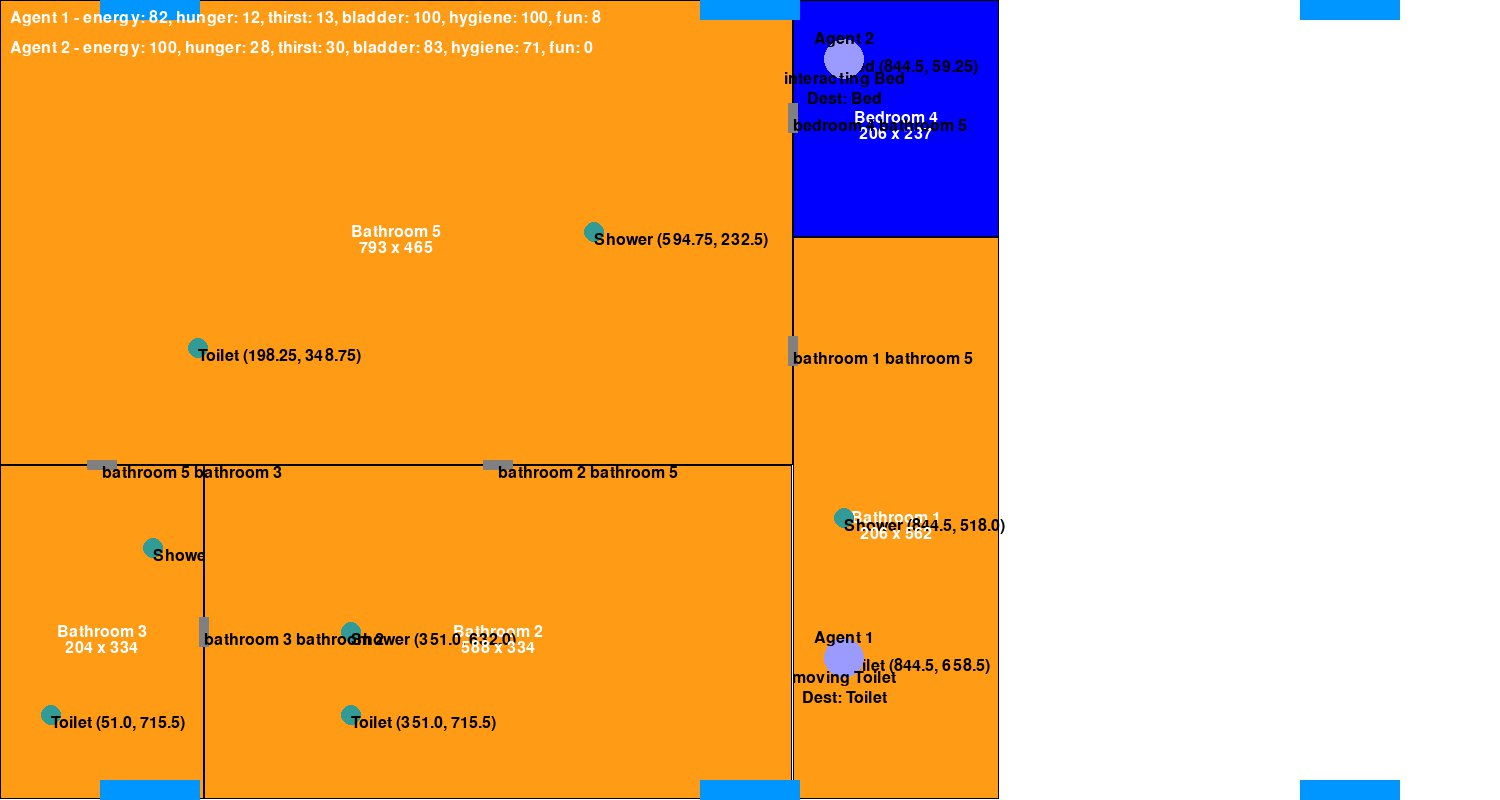 Agent 1 - energy: 82, hunger: 12, thirst: 13, bladder: 100, hygiene: 100, fun: 8
Agent 2 - energy: 100, hunger: 28, thirst: 30, bladder: 83, hygiene: 71, fun: 0
Agent 2
(844.5, 59.25)
interacting Bed
Dest: Bed
Bedroom 4
206 x 237
bedroom 4 bathroom 5
Bathroom 5
793 x 465
Shower (594.75, 232.5)
Toilet (198.25, 348.75)
bathroom 1 bathroom 5
bathroom 5 bathroom 3
bathroom 2 bathroom 5
Bathroom 1
206 x 562
Shower (844.5, 518.0)
Showe
Bathroom 3
204 x 334
bathroom 3 bathroom 2
Shower (351.0, 632.0)
Bathroom 2
588 x 334
Agent 1
ilet (844.5, 658.5)
moving Toilet
Dest: Toilet
Toilet (51.0, 715.5)
Toilet (351.0, 715.5)